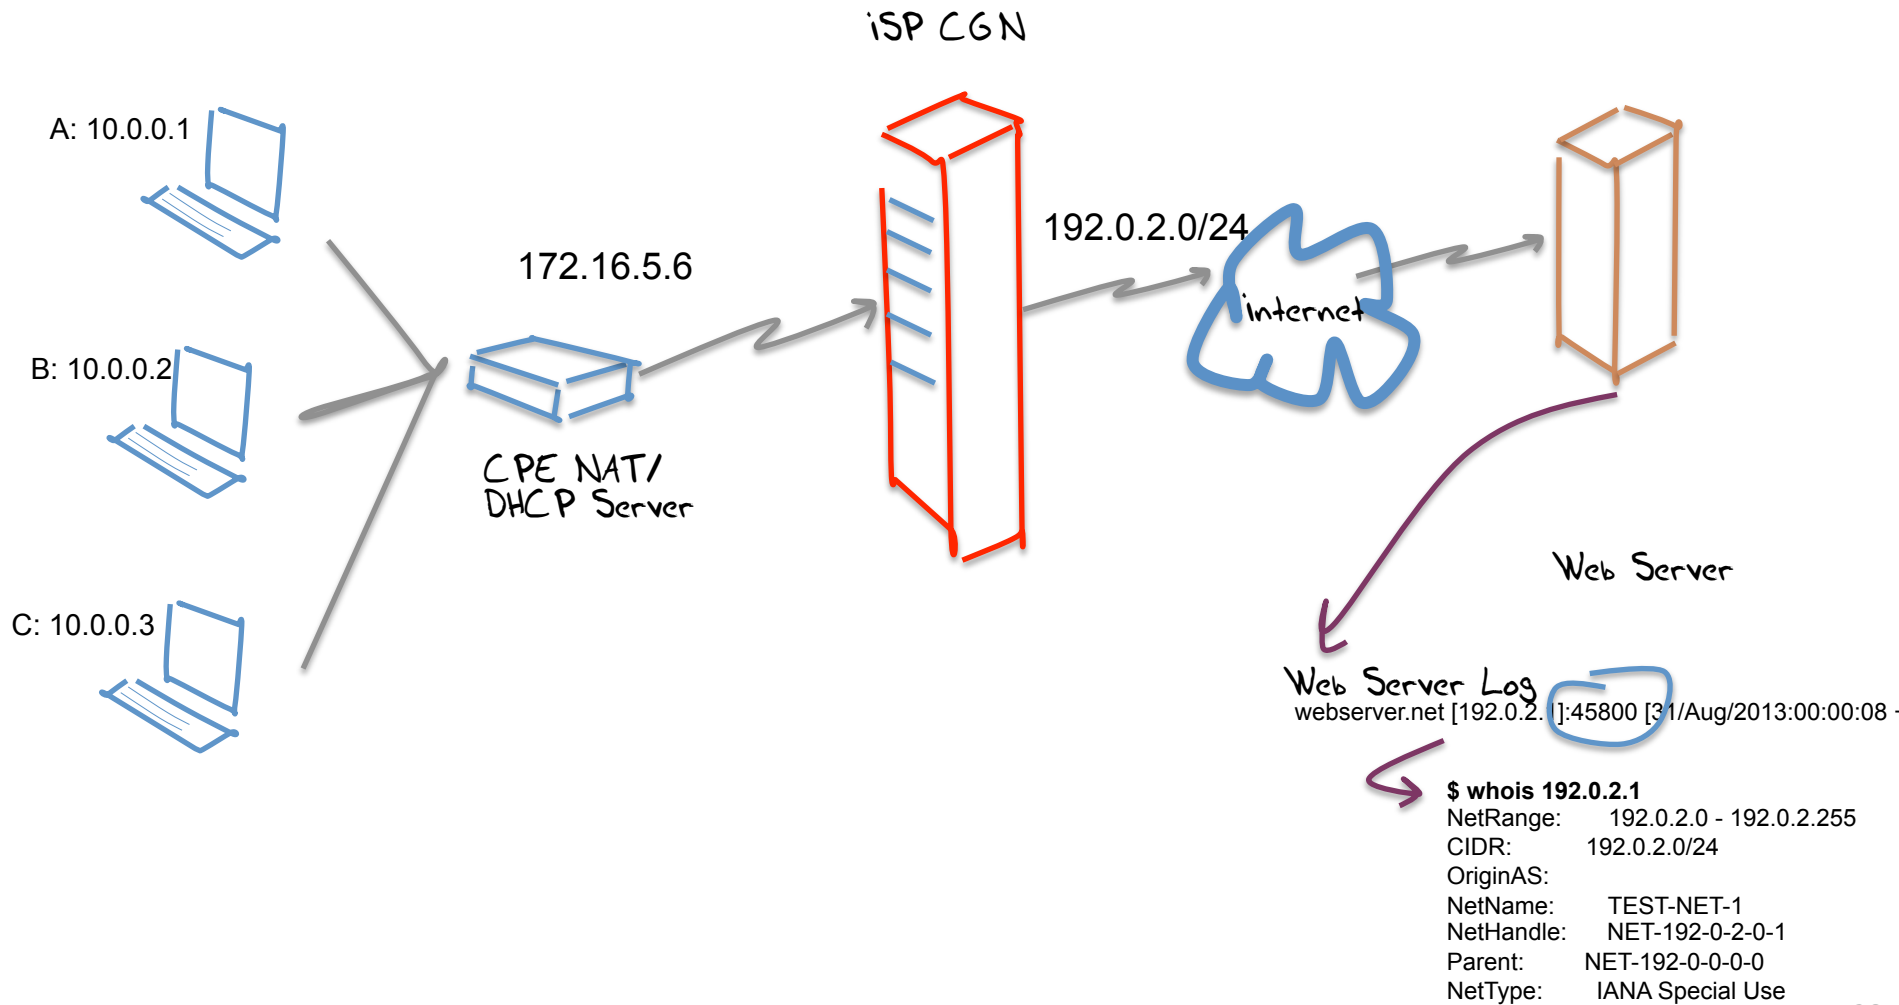 iSP CGN
A: 10.0.0.1
192.0.2.0/24
172.16.5.6
internet
B: 10.0.0.2
CPE NAT/
DHCP Server
Web Server
C: 10.0.0.3
Web Server Log
webserver.net [192.0.2.1]:45800 [31/Aug/2013:00:00:08
$ whois 192.0.2.1
NetRange: 192.0.2.0 - 192.0.2.255
CIDR: 192.0.2.0/24
OriginAS:
NetName: TEST-NET-1
NetHandle: NET-192-0-2-0-1
Parent: NET-192-0-0-0-0
NetType: IANA Special Use